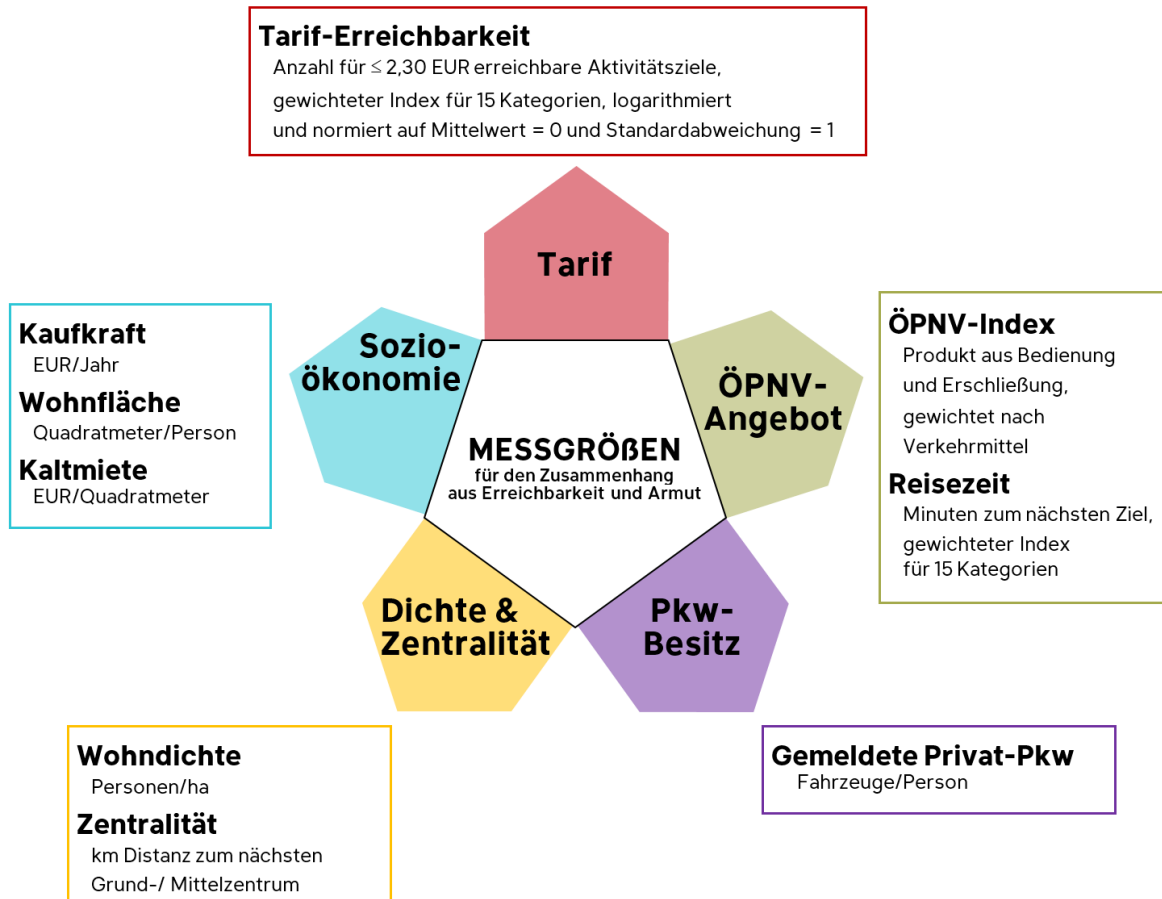 Tarif-Erreichbarkeit
Anzahl für ≤ 2,30 EUR erreichbare Aktivitätsziele,
gewichteter Index für 15 Kategorien, logarithmiert
und normiert auf Mittelwert = 0 und Standardabweichung = 1
Tarif
Kaufkraft
EUR/Jahr
Wohnfläche
Quadratmeter/Person
Kaltmiete
EUR/Quadratmeter
Sozio-
ökonomie
MESSGRÖßEN
für den Zusammenhang
aus Erreichbarkeit und Armut
ÖPNV-
Angebot
ÖPNV-Index
Produkt aus Bedienung
und Erschließung,
gewichtet nach
Verkehrmittel
Reisezeit
Minuten zum nächsten Ziel,
gewichteter Index
für 15 Kategorien
Dichte &
Zentralität
Pkw-
Besitz
Wohndichte
Personen/ha
Zentralität
km Distanz zum nächsten
Grund-/ Mittelzentrum
Gemeldete Privat-Pkw
Fahrzeuge/Person